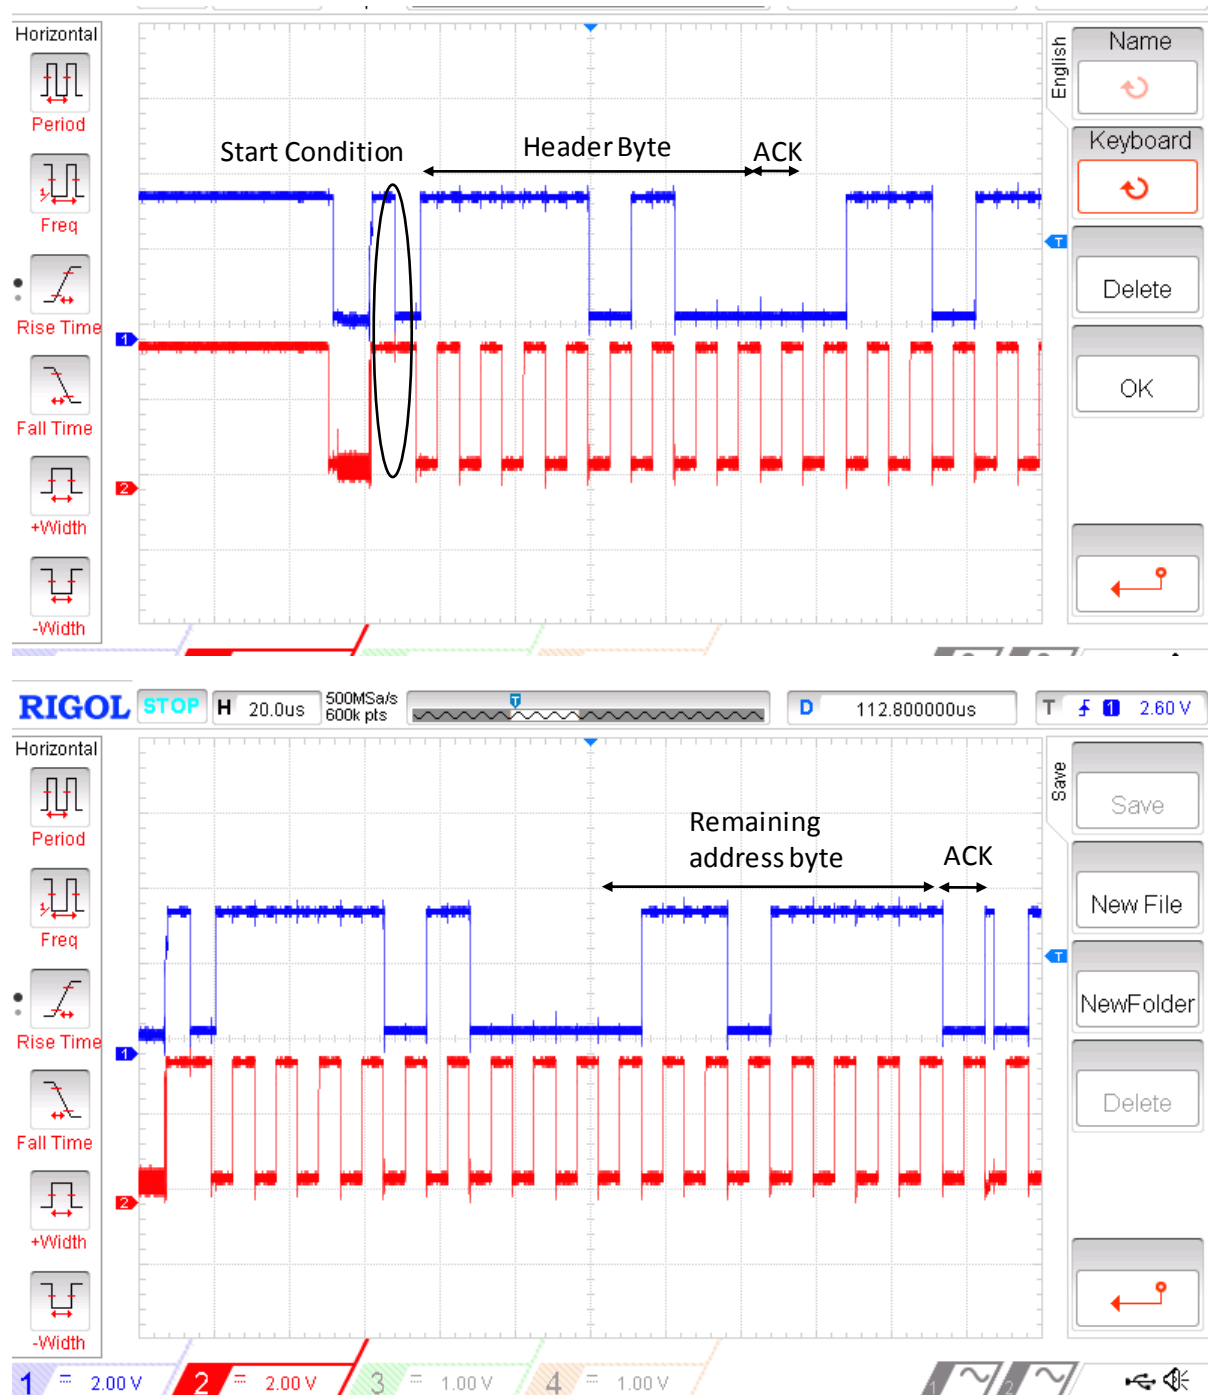 Horizontal
Period
Freq
Rise Time
Fall Time
+Width
-Width
Start Condition
Header Byte
ACK
T
1
2
English
Name
Keyboard
Delete
OK
RIGOL STOP H 20.0us 500MSa/s
600k pts
T
D 112.800000us T 1 2.60 V
Horizontal
Period
Freq
Rise Time
Fall Time
+Width
-Width
Remaining
address byte
ACK
T
1
2
Save
Save
New File
NewFolder
Delete
1 = 2.00 V 2 = 2.00 V 3 = 1.00 V 4 = 1.00 V
1 2